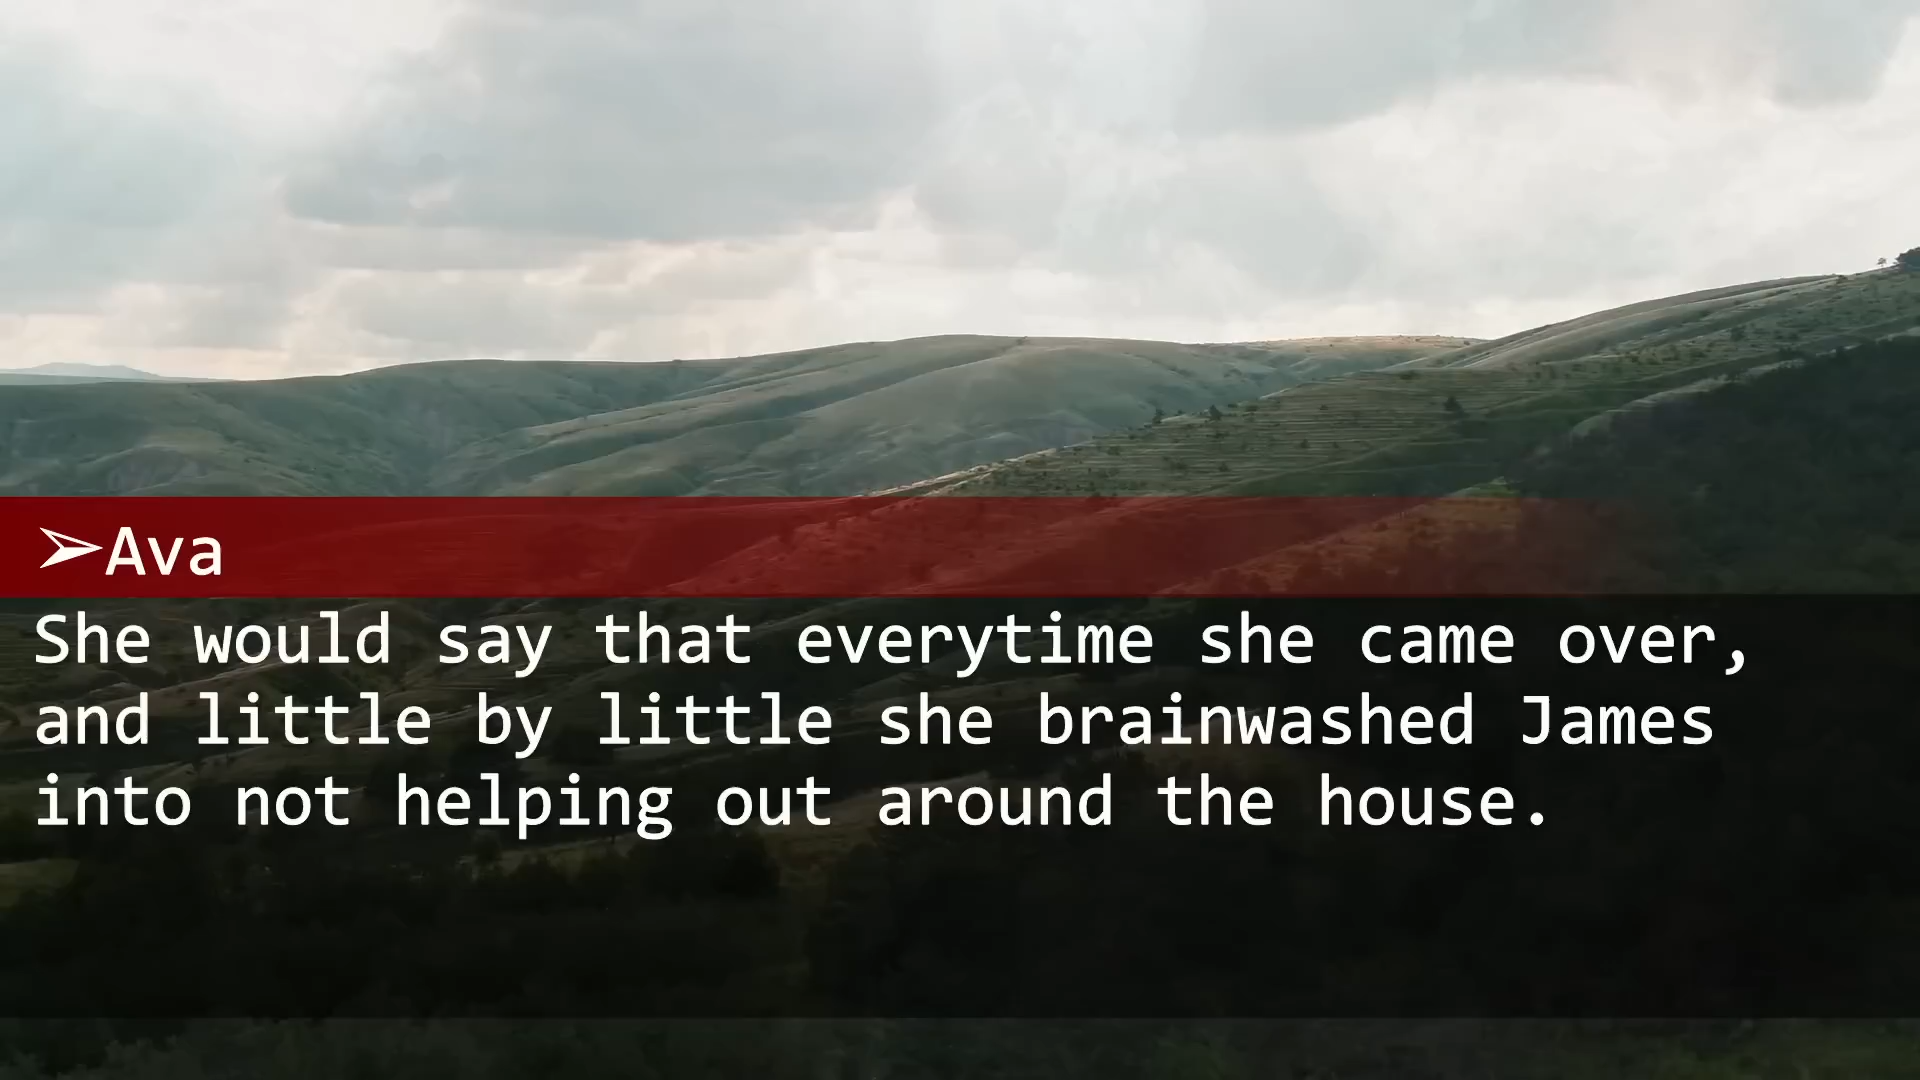 ➢Ava
She would say that everytime she came over,
and little by little she brainwashed James
into not helping out around the house.